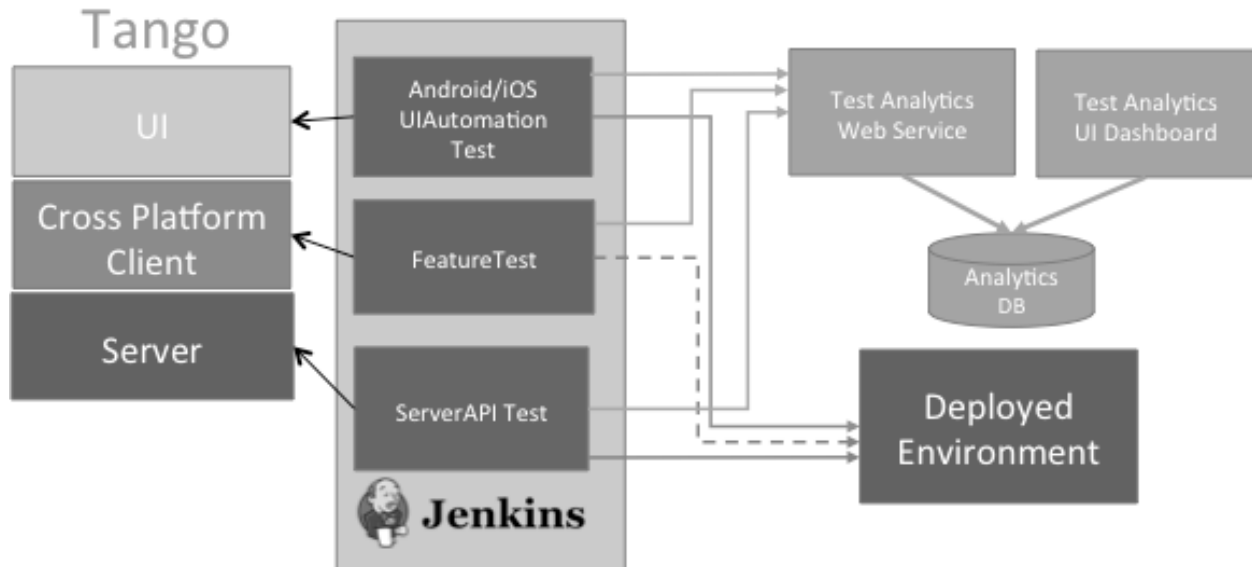 Tango
UI
Cross Platform
Client
Server
Android/iOS
UIAutomation
Test
FeatureTest
ServerAPI Test
Jenkins
Test Analytics
Web Service
Test Analytics
UI Dashboard
Analytics
DB
Deployed
Environment